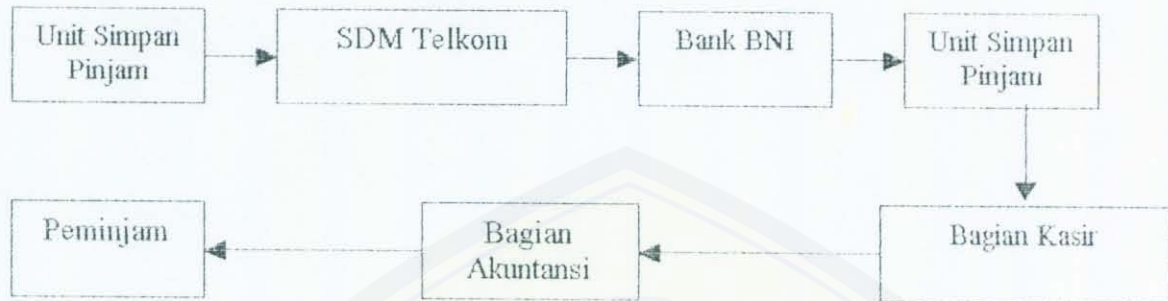 Unit Simpan
Pinjam
SDM Telkom
Bank BNI
Unit Simpan
Pinjam
Peminjam
Bagian
Akuntansi
Bagian Kasir